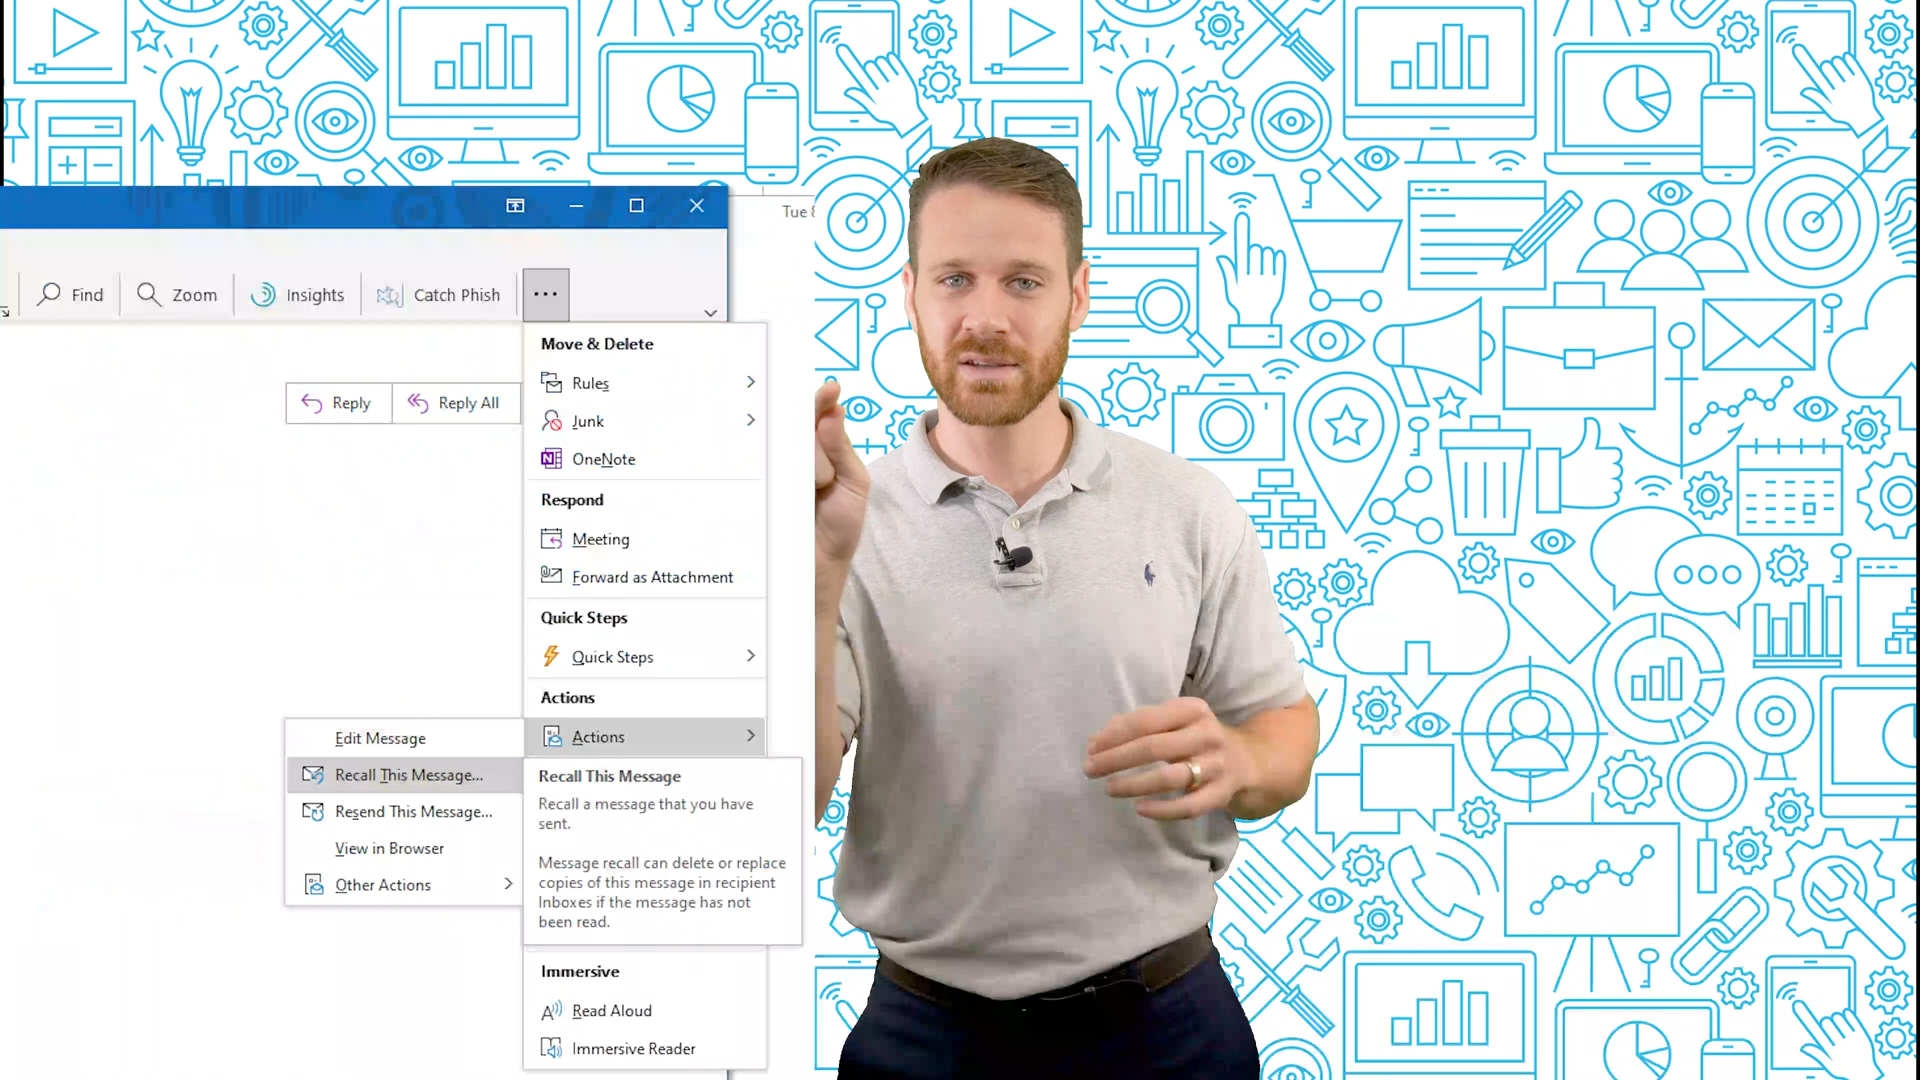 Tue 8
Find
Zoom
Insights
Catch Phish
...
Move & Delete
Reply
Reply All
Rules
Junk
OneNote
Respond
Meeting
Forward as Attachment
Quick Steps
Quick Steps
Actions
Actions
Edit Message
Recall This Message...
Resend This Message...
View in Browser
Other Actions
Recall This Message
Recall a message that you have
sent.
Message recall can delete or replace
copies of this message in recipient
Inboxes if the message has not
been read.
Immersive
Read Aloud
Immersive Reader